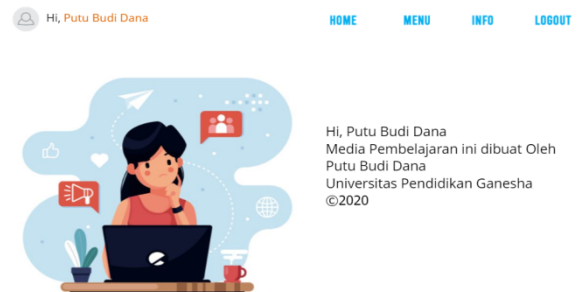 Hi, Putu Budi Dana
HOME MENU INFO LOGOUT
Hi, Putu Budi Dana
Media Pembelajaran ini dibuat Oleh
Putu Budi Dana
Universitas Pendidikan Ganesha
©2020